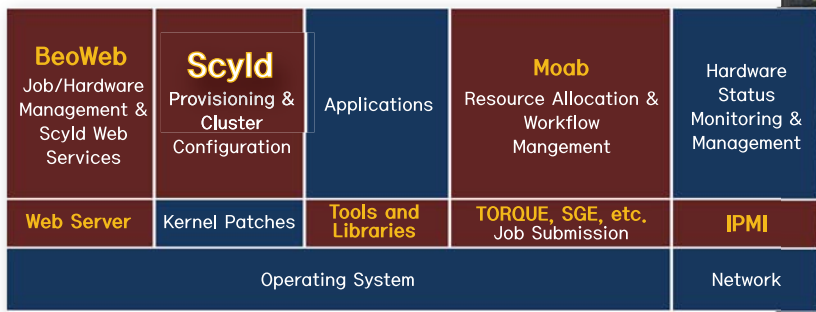 BeoWeb
Job/Hardware
Management &
Scyld Web
Services
Scyld
Provisioning &
Cluster
Configuration
Applications
Moab
Resource Allocation &
Workflow
Mangement
Hardware
Status
Monitoring &
Management
Web Server
Kernel Patches
Tools and
Libraries
TORQUE, SGE, etc.
Job Submission
IPMI
Operating System
Network